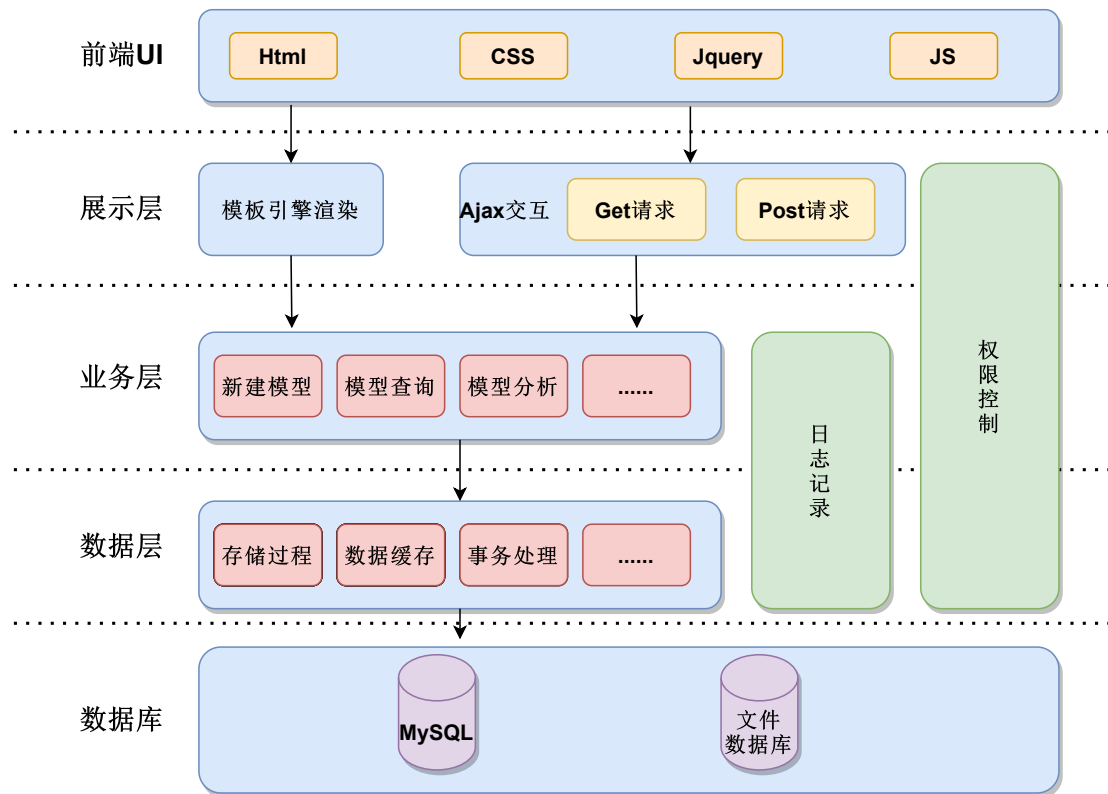 前端UI
Html
CSS
Jquery
JS
展示层
模板引擎渲染
Ajax交互
Get请求
Post请求
权限控制
业务层
新建模型
模型查询
模型分析
......
日志记录
数据层
存储过程
数据缓存
事务处理
......
数据库
MySQL
文件
数据库